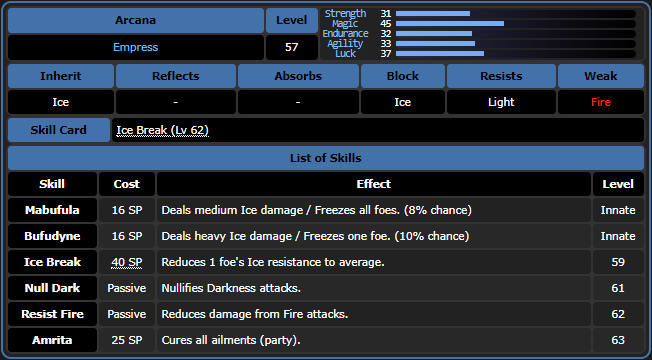 Arcana Level
Empress 57
Strength 31
Magic 45
Endurance 32
Agility 33
Luck 37
Inherit Reflects Absorbs Block Resists Weak
Ice - - Ice Light Fire
Skill Card Ice Break (Lv 62)
List of Skills
Skill Cost Effect Level
Mabufula 16 SP Deals medium Ice damage / Freezes all foes. (8% chance) Innate
Bufudyne 16 SP Deals heavy Ice damage / Freezes one foe. (10% chance) Innate
Ice Break 40 SP Reduces 1 foe's Ice resistance to average. 59
Null Dark Passive Nullifies Darkness attacks. 61
Resist Fire Passive Reduces damage from Fire attacks. 62
Amrita 25 SP Cures all ailments (party). 63